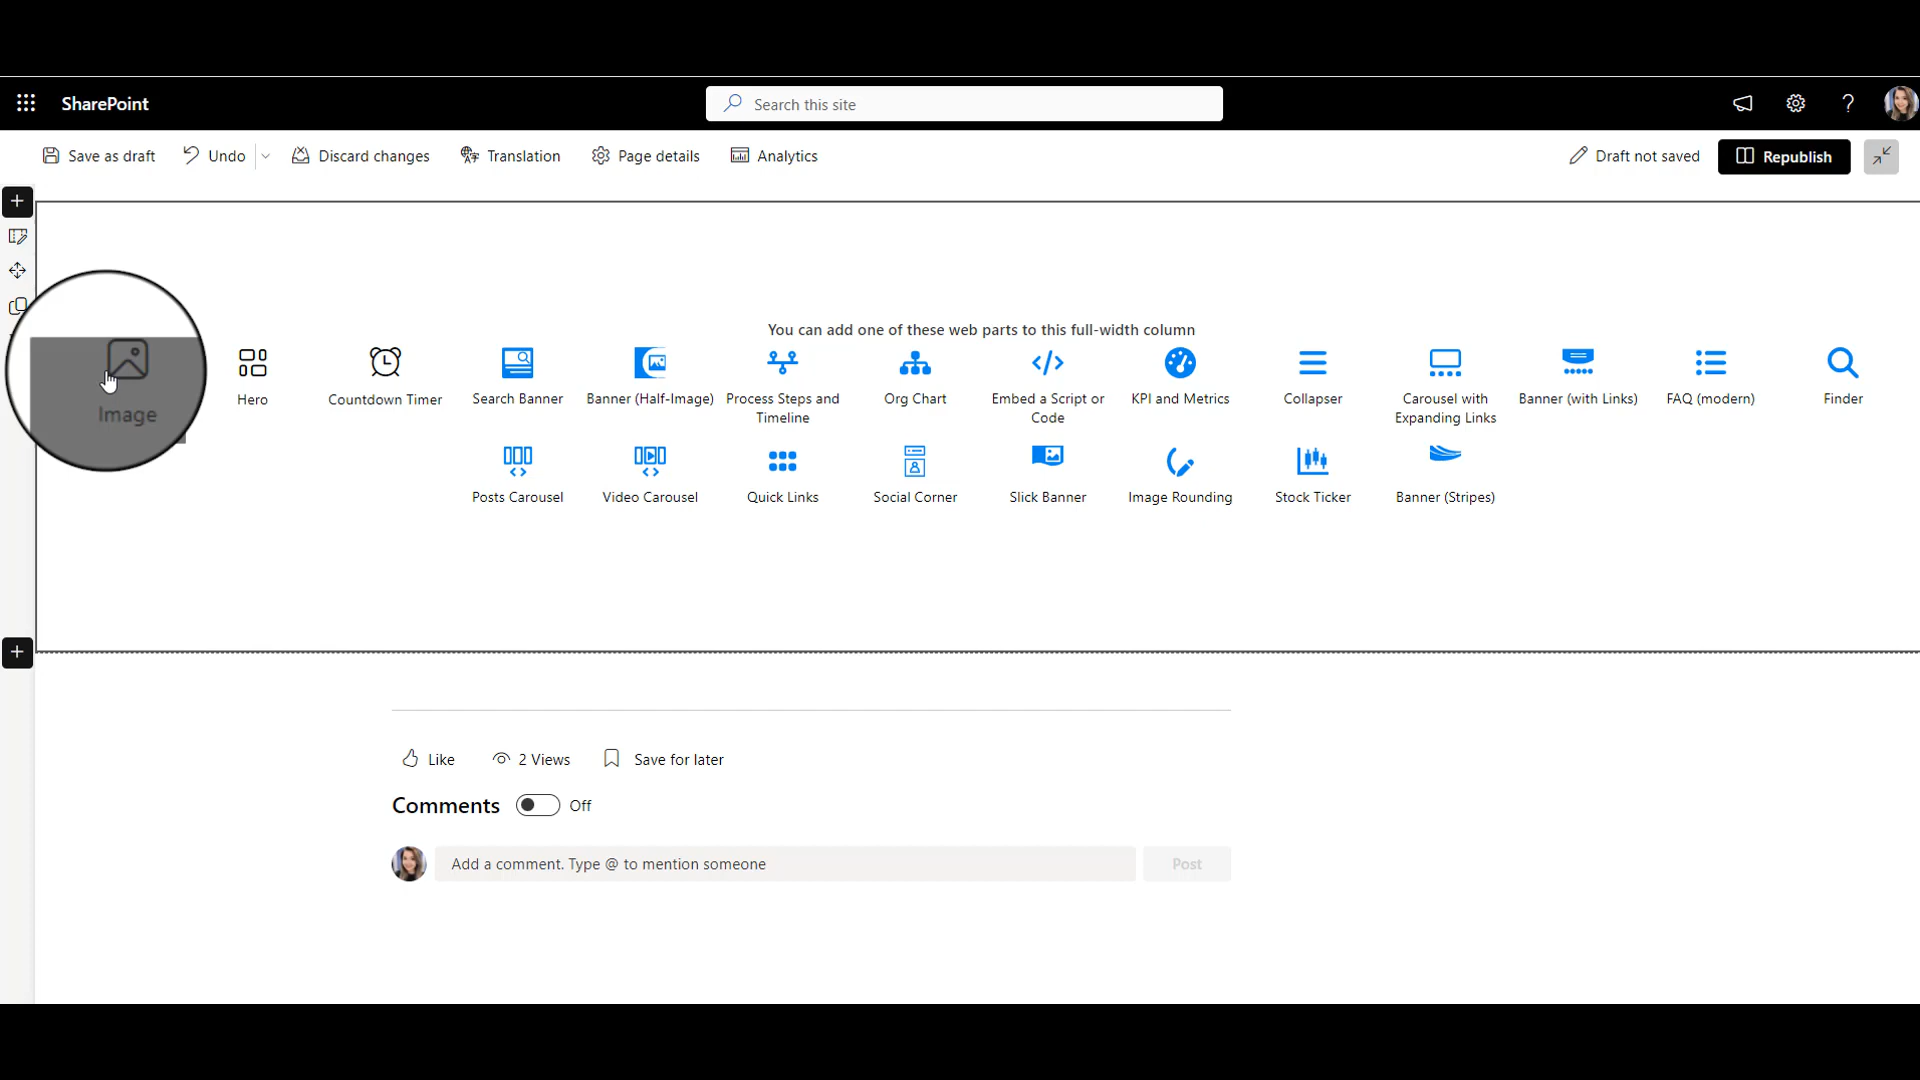 SharePoint
Search this site
Save as draft
Undo
Discard changes
Translation
Page details
Analytics
Draft not saved
Republish
You can add one of these web parts to this full-width column
Image
Hero
Countdown Timer
Search Banner
Banner (Half-Image)
Process Steps and
Timeline
Org Chart
Embed a Script or
Code
KPI and Metrics
Collapser
Carousel with
Expanding Links
Banner (with Links)
FAQ (modern)
Finder
Posts Carousel
Video Carousel
Quick Links
Social Corner
Slick Banner
Image Rounding
Stock Ticker
Banner (Stripes)
Like
2 Views
Save for later
Comments
Off
Add a comment. Type @ to mention someone
Post